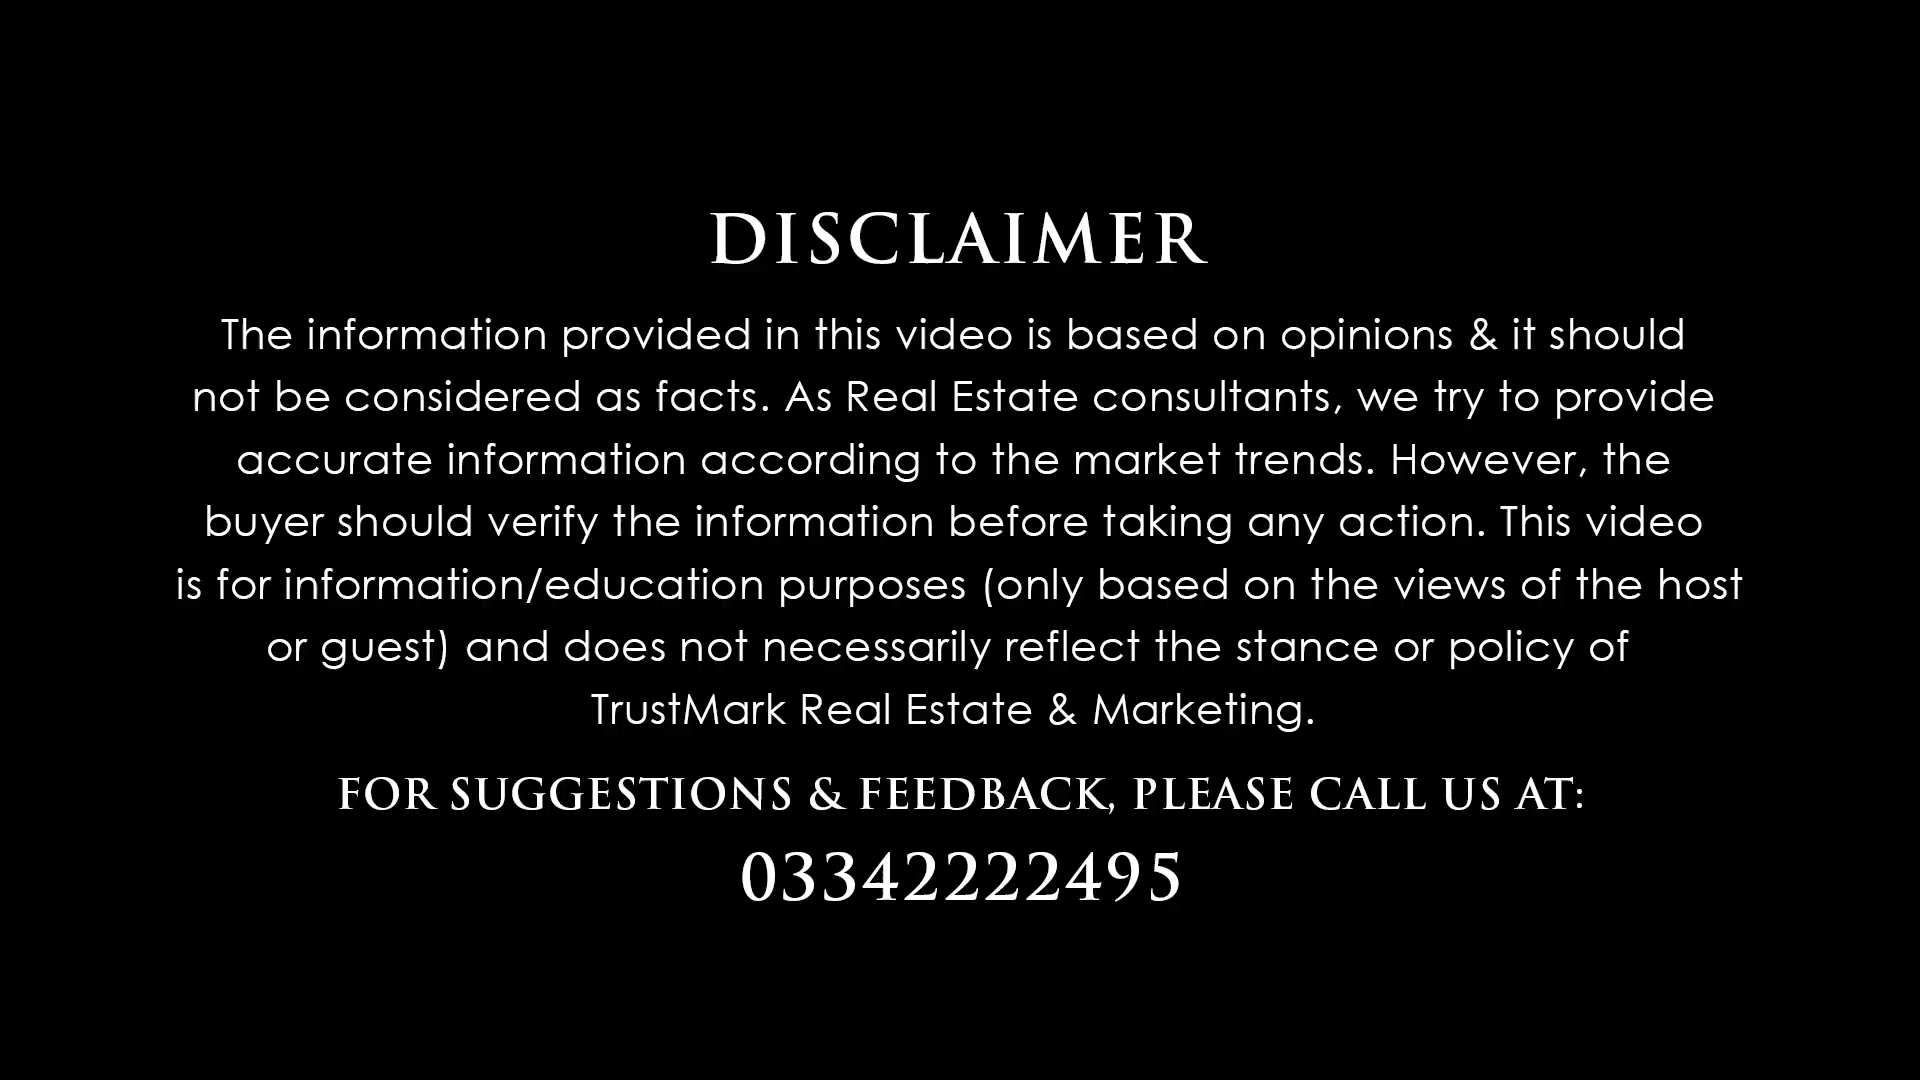 DISCLAIMER
The information provided in this video is based on opinions & it should
not be considered as facts. As Real Estate consultants, we try to provide
accurate information according to the market trends. However, the
buyer should verify the information before taking any action. This video
is for information/education purposes (only based on the views of the host
or guest) and does not necessarily reflect the stance or policy of
TrustMark Real Estate & Marketing.
FOR SUGGESTIONS & FEEDBACK, PLEASE CALL US AT:
03342222495